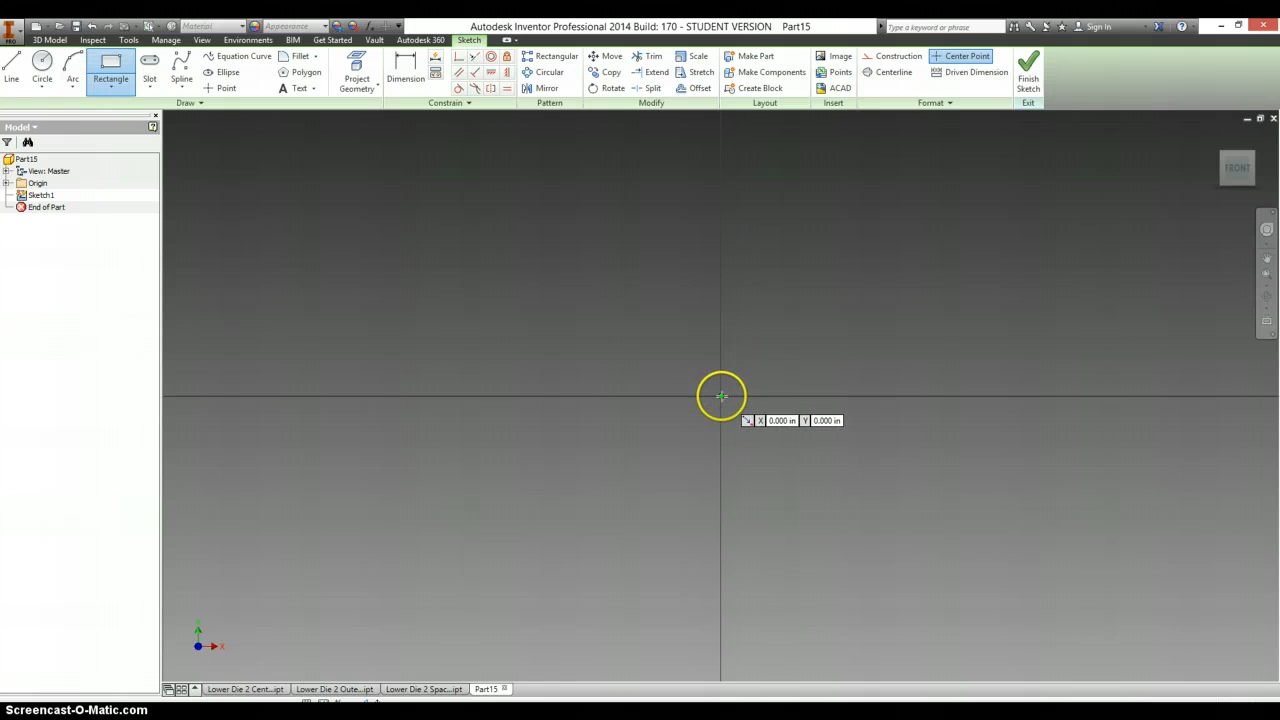 Material Appearance Autodesk Inventor Professional 2014 Build: 170 - STUDENT VERSION Part15 Type a keyword or phrase Sign In
PRO 3D Model Inspect Tools Manage View Environments BIM Get Started Vault Autodesk 360 Sketch
Equation Curve Fillet Rectangular Move Trim Scale Make Part Construction Center Point Image
Ellipse Polygon Circular Copy Extend Stretch Make Components Centerline Driven Dimension Points
Line Circle Arc Rectangle Slot Spline Project Geometry Dimension Finish Sketch
Point Text Mirror Rotate Split Offset Create Block ACAD
Draw Constrain Pattern Modify Layout Insert Format Exit
Model
Part15
View: Master
Origin
Sketch1
End of Part
FRONT
X 0.000 in Y 0.000 in
X
Lower Die 2 Cent...ipt Lower Die 2 Oute...ipt Lower Die 2 Spac...ipt Part15
Screencast-O-Matic.com